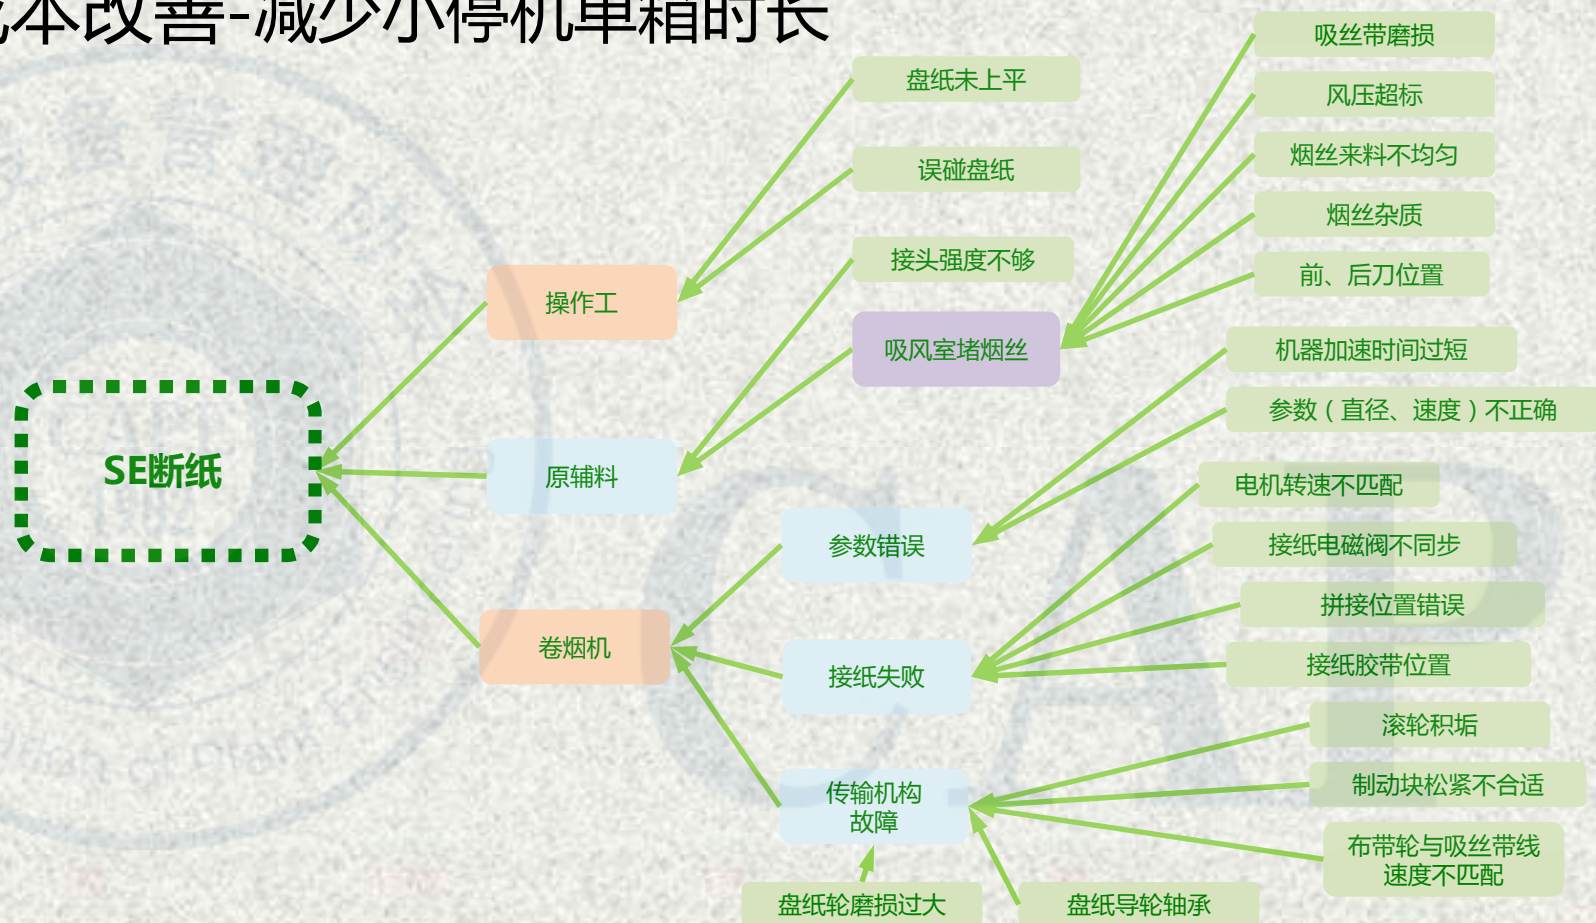 本改善-减少小停机单箱时长
吸丝带磨损
盘纸未上平
风压超标
误碰盘纸
烟丝来料不均匀
烟丝杂质
接头强度不够
前、后刀位置
操作工
吸风室堵烟丝
机器加速时间过短
参数（直径、速度）不正确
SE断纸
原辅料
电机转速不匹配
参数错误
接纸电磁阀不同步
拼接位置错误
卷烟机
接纸失败
接纸胶带位置
滚轮积垢
传输机构
故障
制动块松紧不合适
布带轮与吸丝带线
速度不匹配
盘纸轮磨损过大
盘纸导轮轴承
CAP